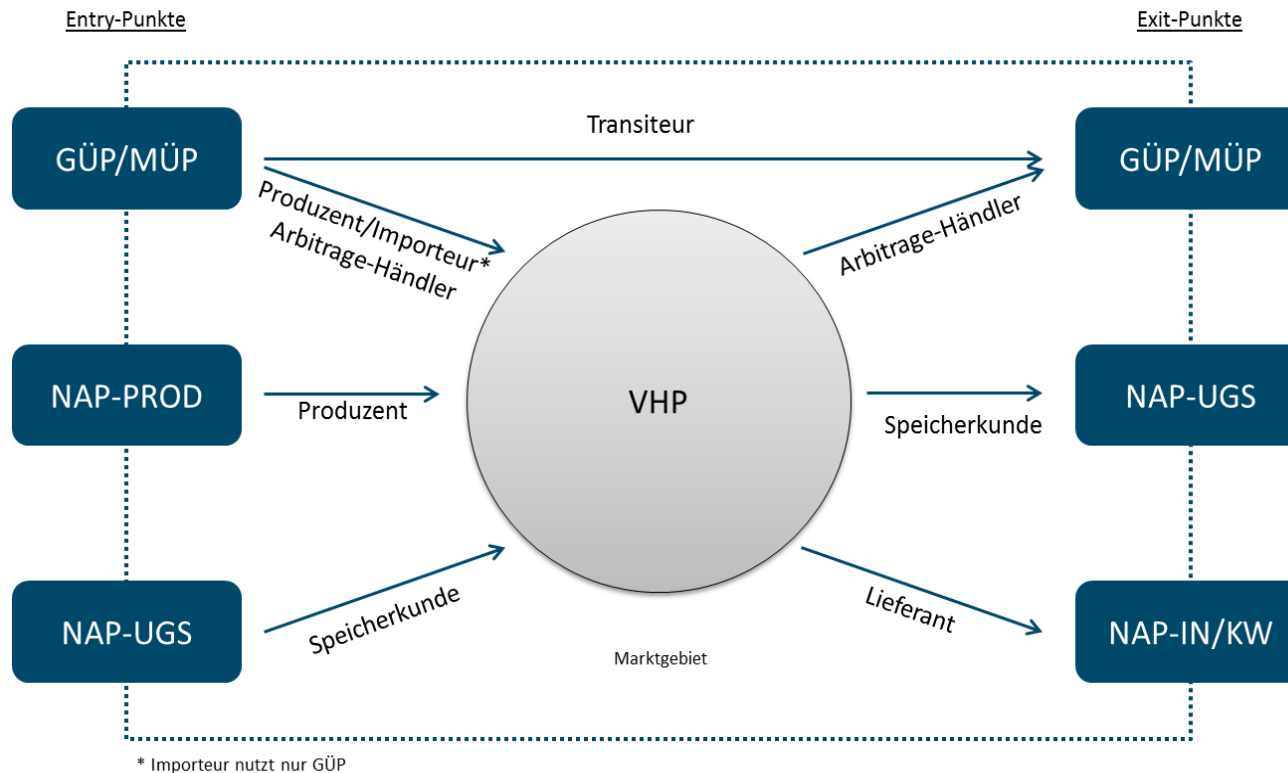 Entry-Punkte
Exit-Punkte
GÜP/MÜP
Transiteur
GÜP/MÜP
Produzent/Importeur*
Arbitrage-Händler
Arbitrage-Händler
NAP-PROD
Produzent
VHP
Speicherkunde
NAP-UGS
NAP-UGS
Speicherkunde
Marktgebiet
Lieferant
NAP-IN/KW
* Importeur nutzt nur GÜP